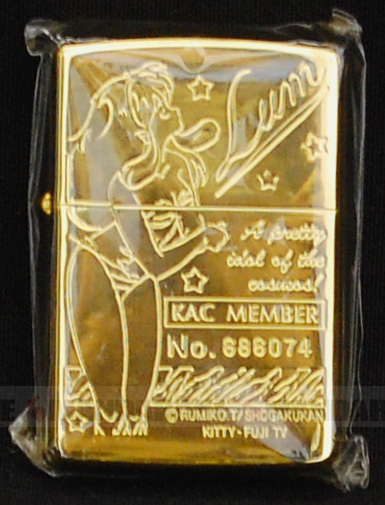 Lum
A pretty
idol of the
cosmos!
KAC MEMBER
No. 686074
©RUMIKO.T/SHOGAKUKAN
KITTY·FUJI TV